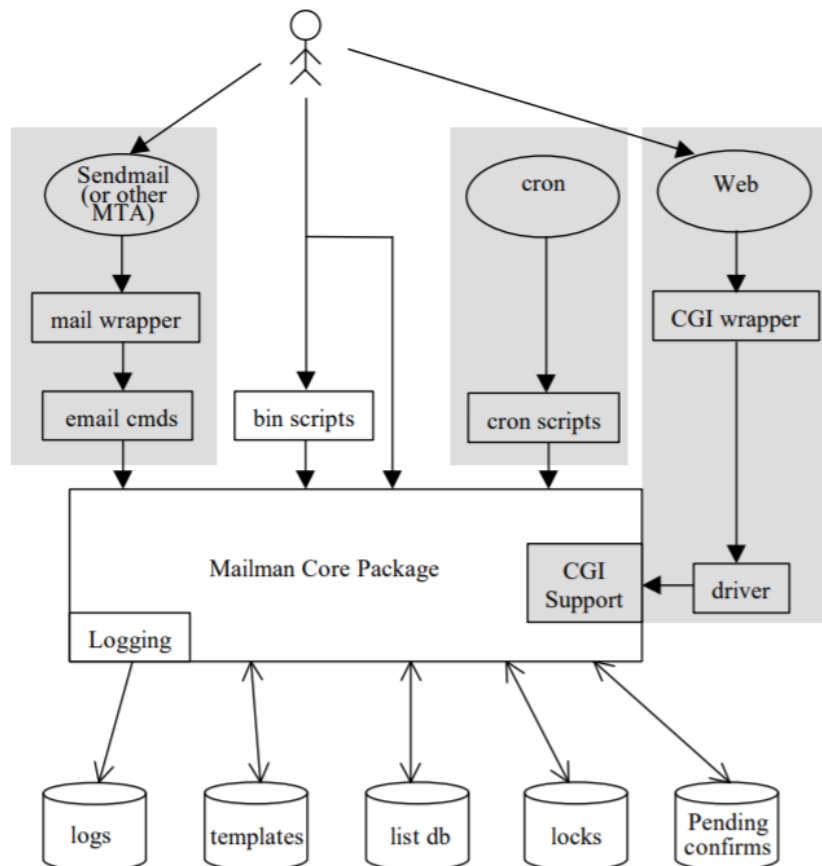 Sendmail
(or other
MTA)
cron
Web
mail wrapper
CGI wrapper
email cmds
bin scripts
cron scripts
Mailman Core Package
CGI
Support
driver
Logging
logs
templates
list db
locks
Pending
confirms